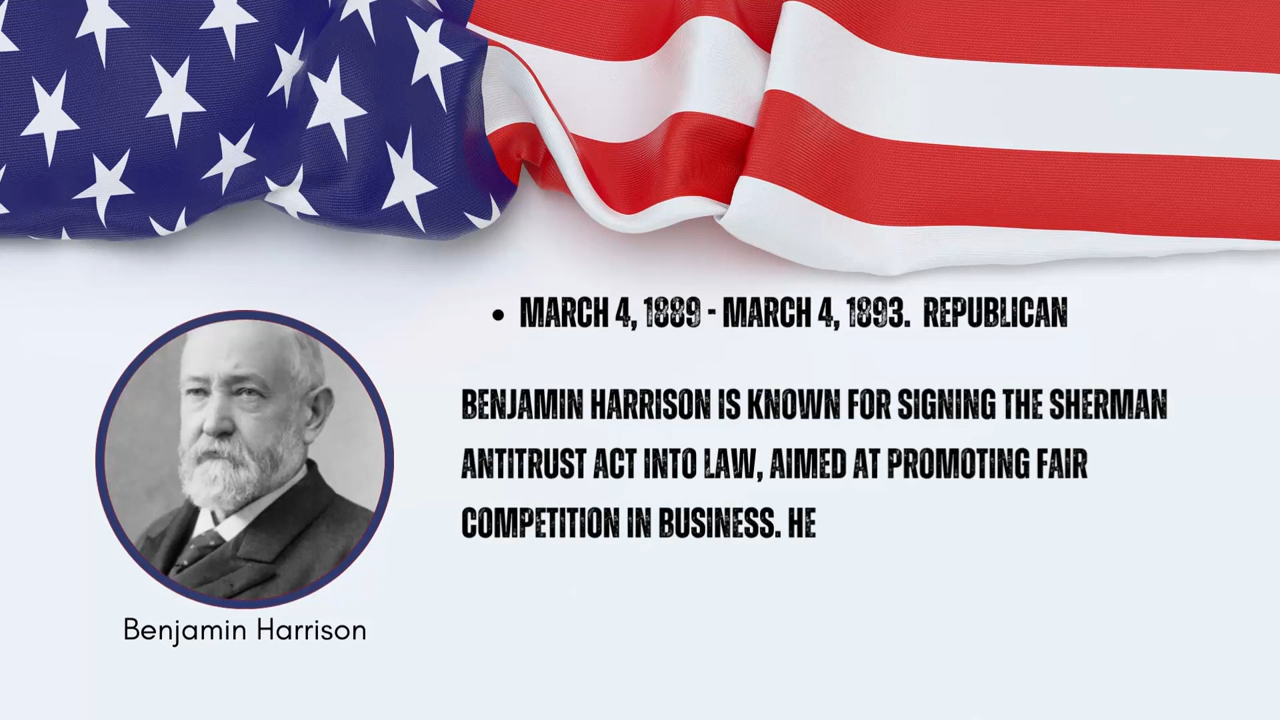 • MARCH 4, 1889 - MARCH 4, 1893. REPUBLICAN
BENJAMIN HARRISON IS KNOWN FOR SIGNING THE SHERMAN
ANTITRUST ACT INTO LAW, AIMED AT PROMOTING FAIR
COMPETITION IN BUSINESS. HE
Benjamin Harrison